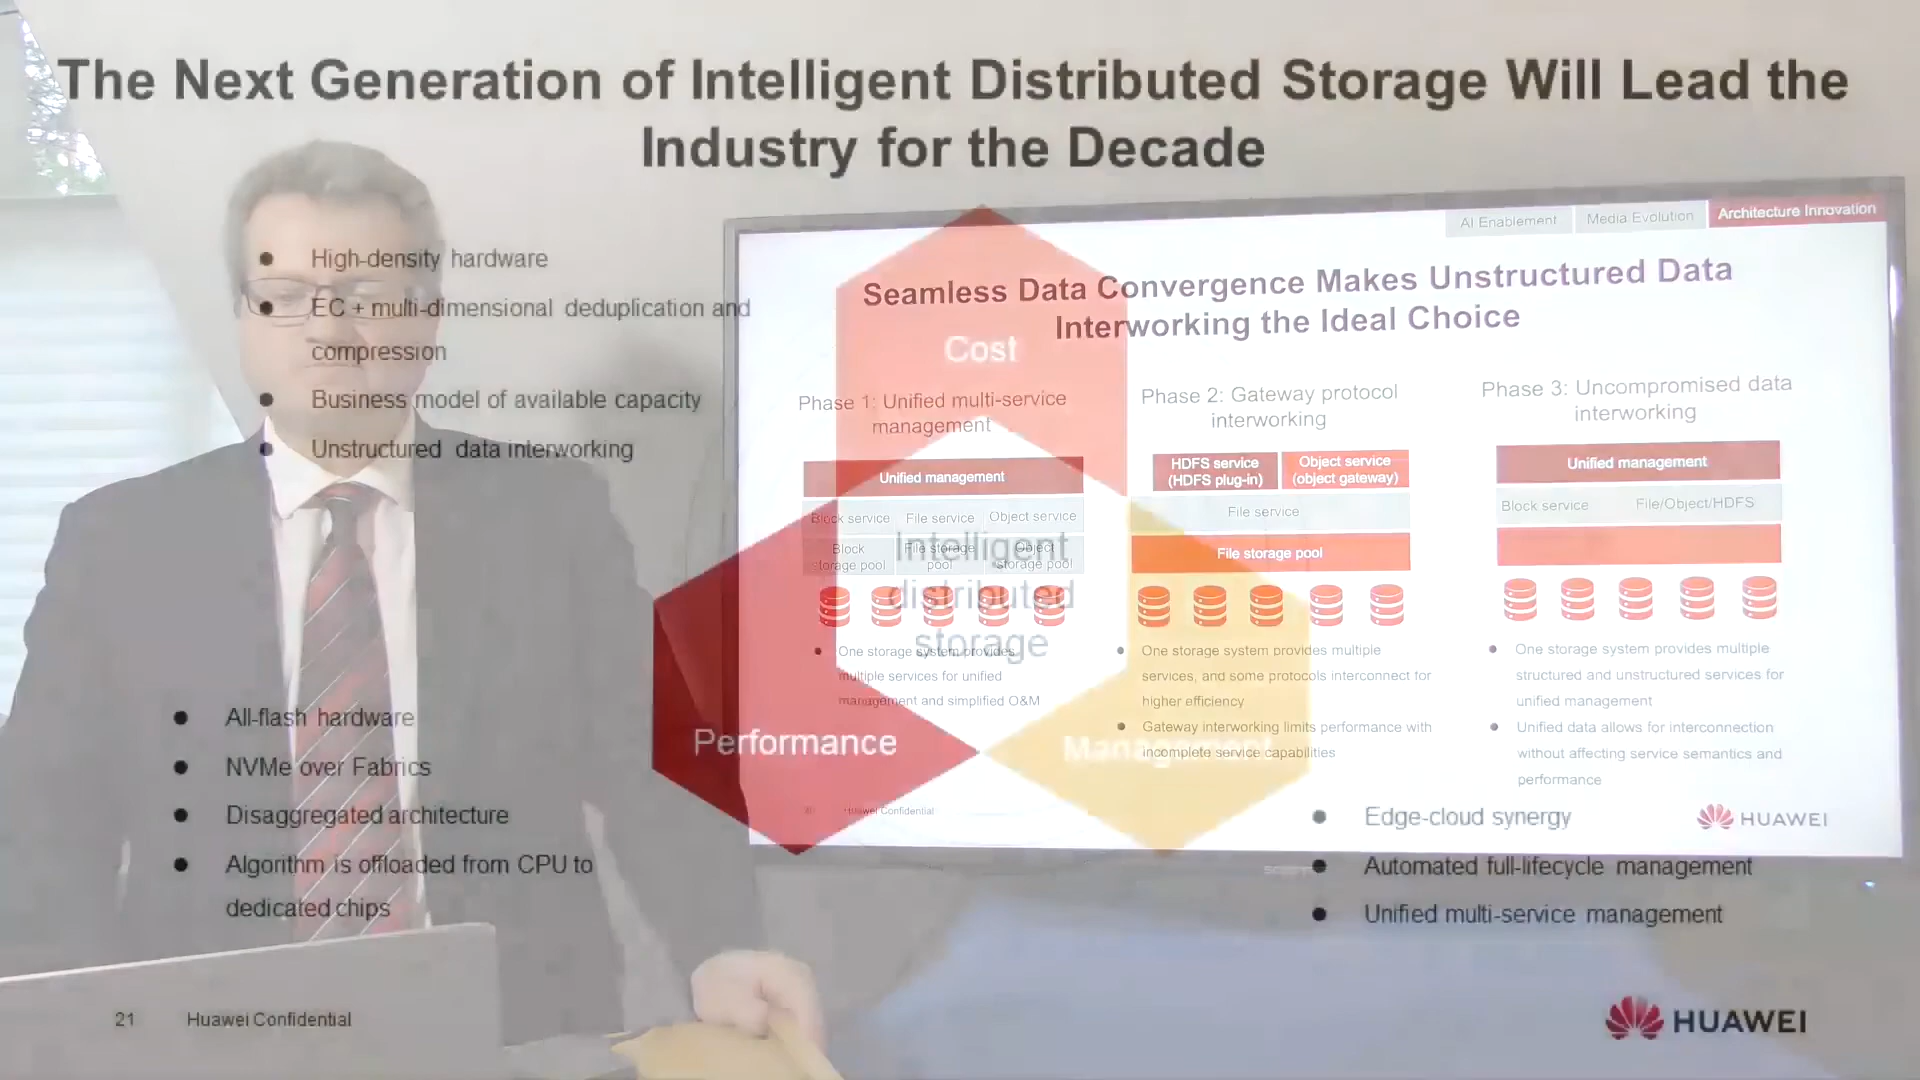 The Next Generation of Intelligent Distributed Storage Will Lead the
Industry for the Decade
High-density hardware
EC + multi-dimensional deduplication and
compression
Business model of available capacity
Unstructured data interworking
Cost
Intelligent
distributed
storage
Performance
Management
All-flash hardware
NVMe over Fabrics
Disaggregated architecture
Algorithm is offloaded from CPU to
dedicated chips
Edge-cloud synergy
Automated full-lifecycle management
Unified multi-service management
21 Huawei Confidential
HUAWEI
AI Enablement Media Evolution Architecture Innovation
Seamless Data Convergence Makes Unstructured Data
Interworking the Ideal Choice
Phase 1: Unified multi-service
management
Unified management
Block service File service Object service
Block
storage pool
File storage
pool
Object
storage pool
One storage system provides
multiple services for unified
management and simplified O&M
Phase 2: Gateway protocol
interworking
HDFS service
(HDFS plug-in)
Object service
(object gateway)
File service
File storage pool
One storage system provides multiple
services, and some protocols interconnect for
higher efficiency
Gateway interworking limits performance with
incomplete service capabilities
Phase 3: Uncompromised data
interworking
Unified management
Block service File/Object/HDFS
One storage system provides multiple
structured and unstructured services for
unified management
Unified data allows for interconnection
without affecting service semantics and
performance
Huawei Confidential
HUAWEI